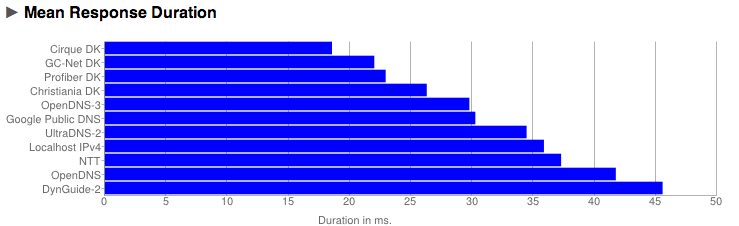 ▶ Mean Response Duration
Cirque DK
GC-Net DK
Profiber DK
Christiania DK
OpenDNS-3
Google Public DNS
UltraDNS-2
Localhost IPv4
NTT
OpenDNS
DynGuide-2
0 5 10 15 20 25 30 35 40 45 50
Duration in ms.